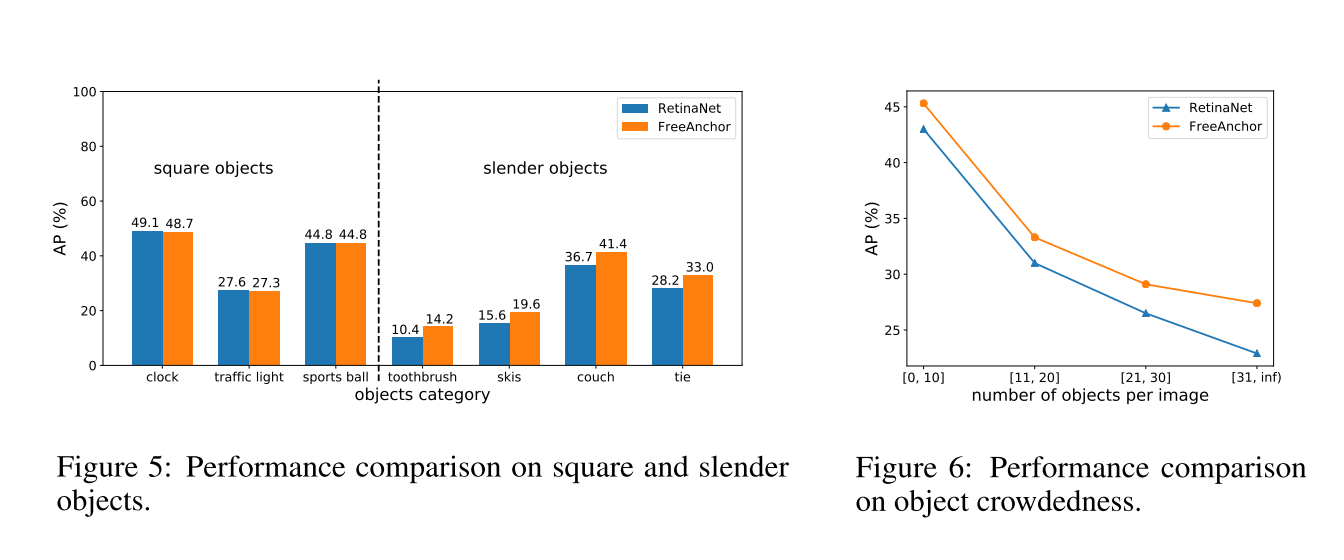 100
80
60
40
20
0
AP (%)
square objects
slender objects
RetinaNet
FreeAnchor
49.1 48.7
27.6 27.3
44.8 44.8
10.4 14.2
15.6 19.6
36.7 41.4
28.2 33.0
clock traffic light sports ball toothbrush skis couch tie
objects category
Figure 5: Performance comparison on square and slender
objects.
45
40
35
30
25
AP (%)
RetinaNet
FreeAnchor
[0, 10] [11, 20] [21, 30] [31, inf)
number of objects per image
Figure 6: Performance comparison
on object crowdedness.